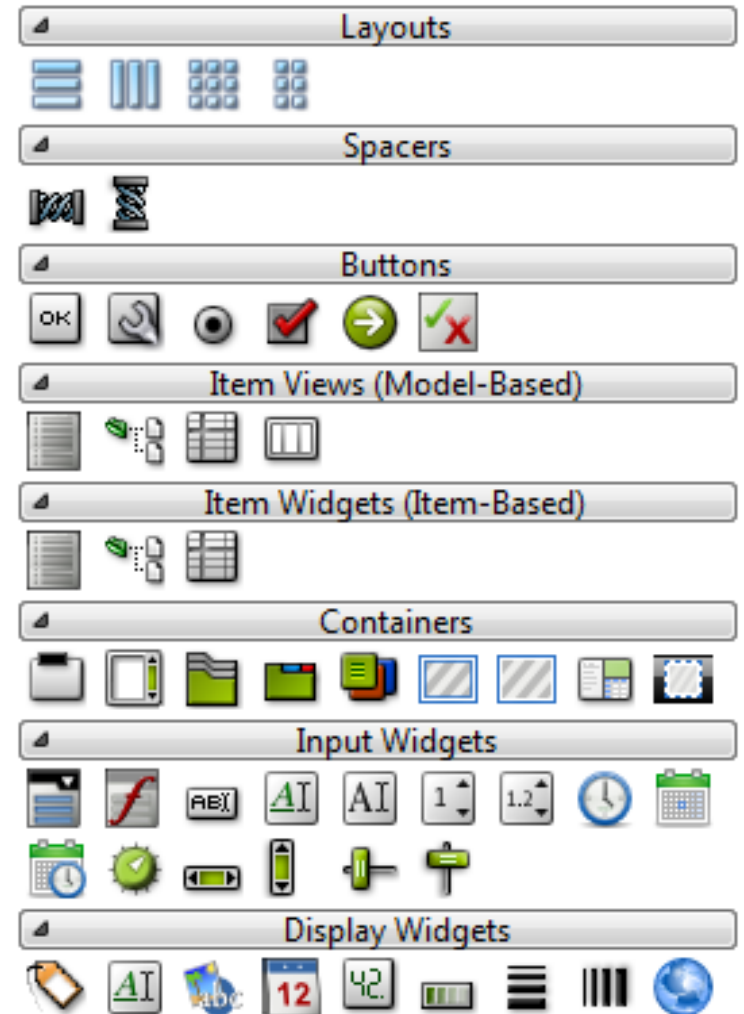 Layouts
Spacers
Buttons
OK
Item Views (Model-Based)
Item Widgets (Item-Based)
Containers
Input Widgets
f ABI AI AI 1 1.2
Display Widgets
AI abc 12 42.